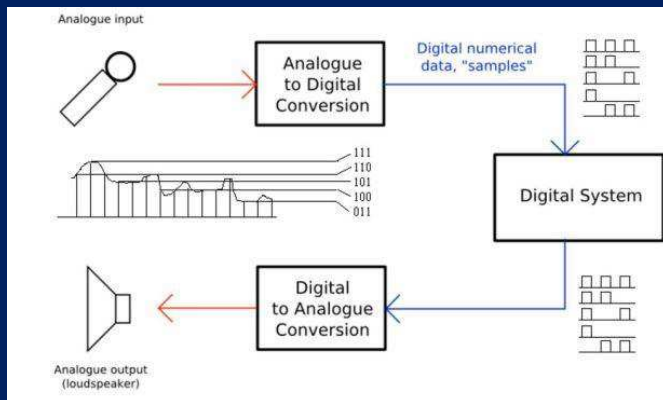 Analogue input
Analogue
to Digital
Conversion
Digital numerical
data, "samples"
111
110
101
100
011
Digital System
Digital
to Analogue
Conversion
Analogue output
(loudspeaker)